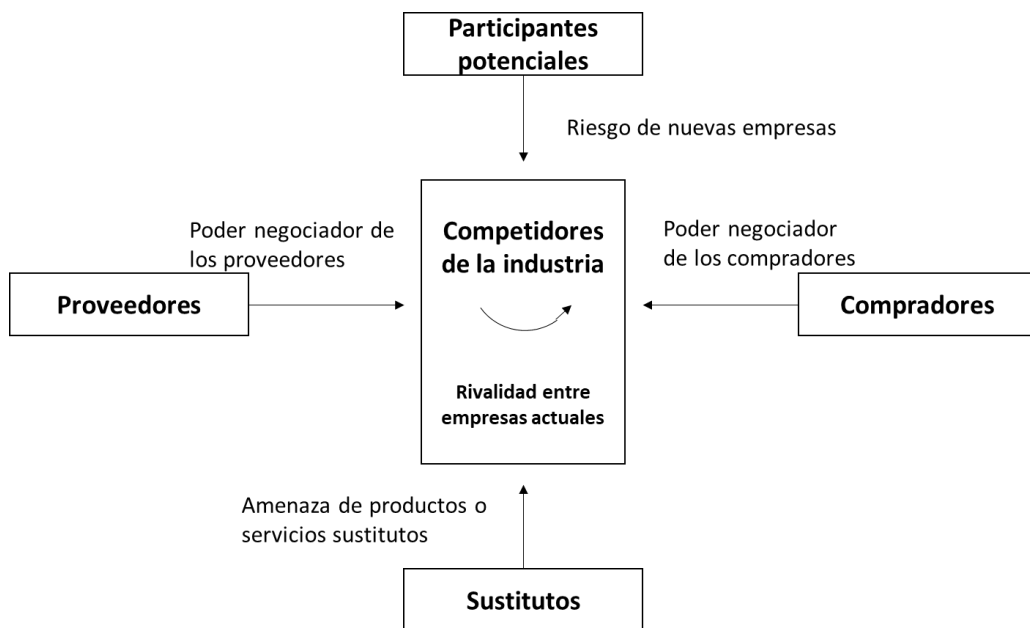 Participantes
potenciales
Riesgo de nuevas empresas
Poder negociador de
los proveedores
Competidores
de la industria
Poder negociador
de los compradores
Proveedores
Compradores
Rivalidad entre
empresas actuales
Amenaza de productos o
servicios sustitutos
Sustitutos